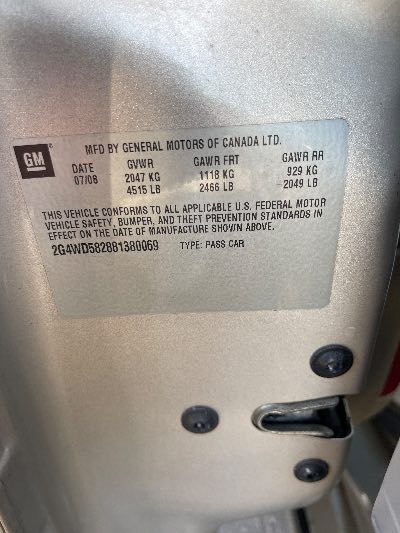 GM
MFD BY GENERAL MOTORS OF CANADA LTD.
DATE GVWR GAWR FRT GAWR RR
07/08 2047 KG 1118 KG 929 KG
4515 LB 2466 LB 2049 LB
THIS VEHICLE CONFORMS TO ALL APPLICABLE U.S. FEDERAL MOTOR
VEHICLE SAFETY, BUMPER, AND THEFT PREVENTION STANDARDS IN
EFFECT ON THE DATE OF MANUFACTURE SHOWN ABOVE.
2G4WD582881380069 TYPE: PASS CAR